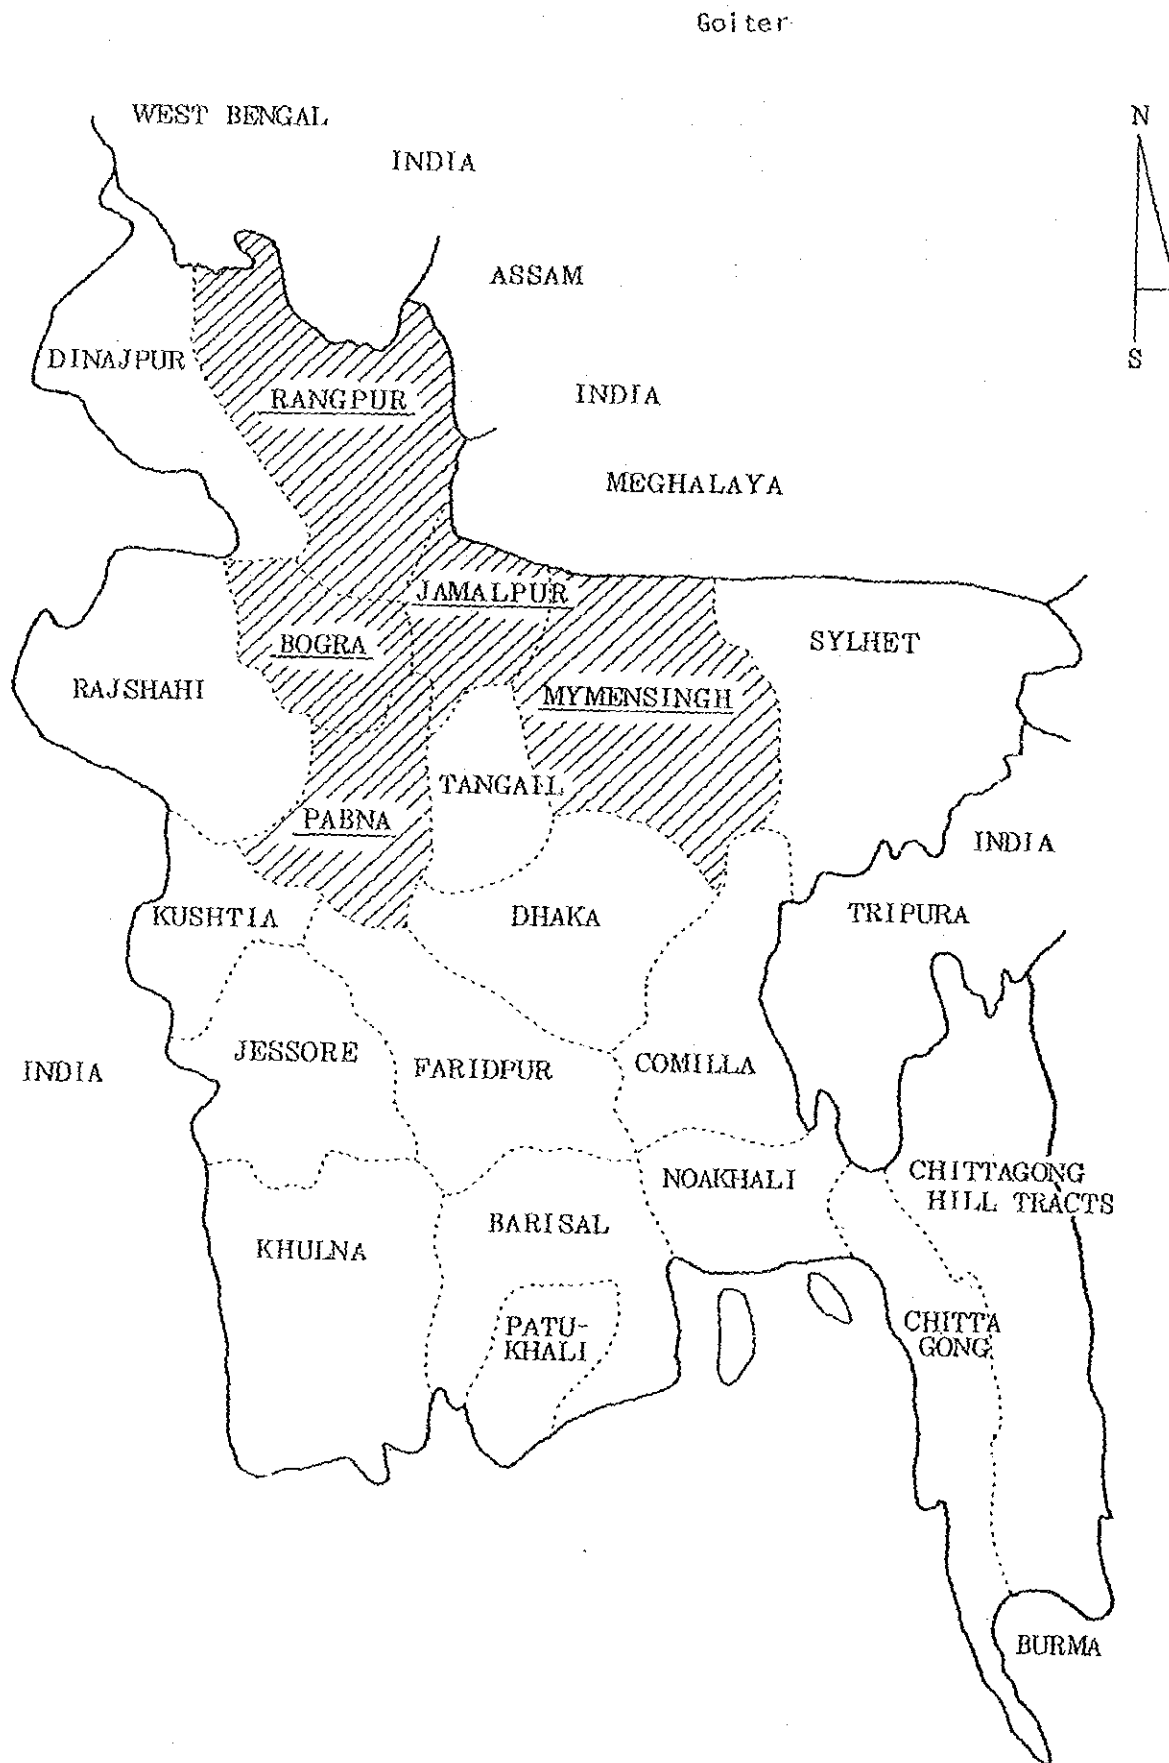 Goiter
WEST BENGAL
INDIA
N
ASSAM
S
DINAJPUR
RANGPUR
INDIA
MEGHALAYA
JAMALPUR
BOGRA
SYLHET
RAJSHAHI
MYMENSINGH
TANGAIL
PABNA
INDIA
KUSHTIA
DHAKA
TRIPURA
INDIA
JESSORE
FARIDPUR
COMILLA
NOAKHALI
CHITTAGONG
HILL TRACTS
BARISAL
KHULNA
PATU-
KHALI
CHITTA
GONG
BURMA